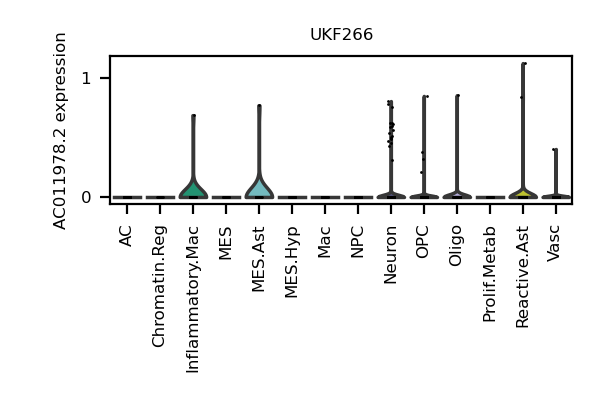 UKF266
AC011978.2 expression
1
0
AC
Chromatin.Reg
Inflammatory.Mac
MES
MES.Ast
MES.Hyp
Mac
NPC
Neuron
OPC
Oligo
Prolif.Metab
Reactive.Ast
Vasc